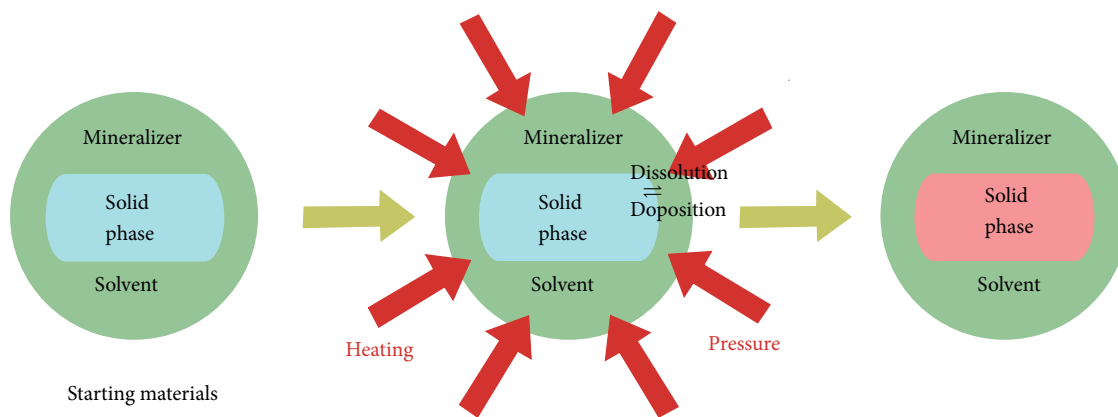 Mineralizer
Solid
phase
Solvent
Starting materials
Mineralizer
Dissolution
⇌
Doposition
Solid
phase
Solvent
Heating
Pressure
Mineralizer
Solid
phase
Solvent